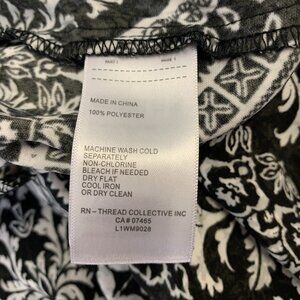 MADE IN CHINA
100% POLYESTER
MACHINE WASH COLD
SEPARATELY
NON-CHLORINE
BLEACH IF NEEDED
DRY FLAT
COOL IRON
OR DRY CLEAN
RN – THREAD COLLECTIVE INC
CA # 07465
L1WM9028